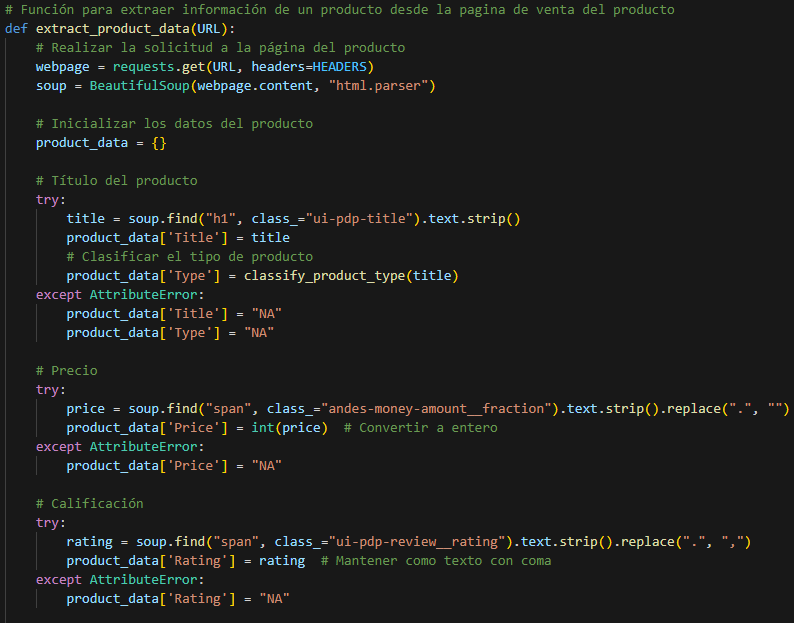 # Función para extraer información de un producto desde la pagina de venta del producto
def extract_product_data(URL):
    # Realizar la solicitud a la página del producto
    webpage = requests.get(URL, headers=HEADERS)
    soup = BeautifulSoup(webpage.content, "html.parser")

    # Inicializar los datos del producto
    product_data = {}

    # Título del producto
    try:
        title = soup.find("h1", class_="ui-pdp-title").text.strip()
        product_data['Title'] = title
        # Clasificar el tipo de producto
        product_data['Type'] = classify_product_type(title)
    except AttributeError:
        product_data['Title'] = "NA"
        product_data['Type'] = "NA"

    # Precio
    try:
        price = soup.find("span", class_="andes-money-amount__fraction").text.strip().replace(".", "")
        product_data['Price'] = int(price)  # Convertir a entero
    except AttributeError:
        product_data['Price'] = "NA"

    # Calificación
    try:
        rating = soup.find("span", class_="ui-pdp-review__rating").text.strip().replace(".", ",")
        product_data['Rating'] = rating  # Mantener como texto con coma
    except AttributeError:
        product_data['Rating'] = "NA"